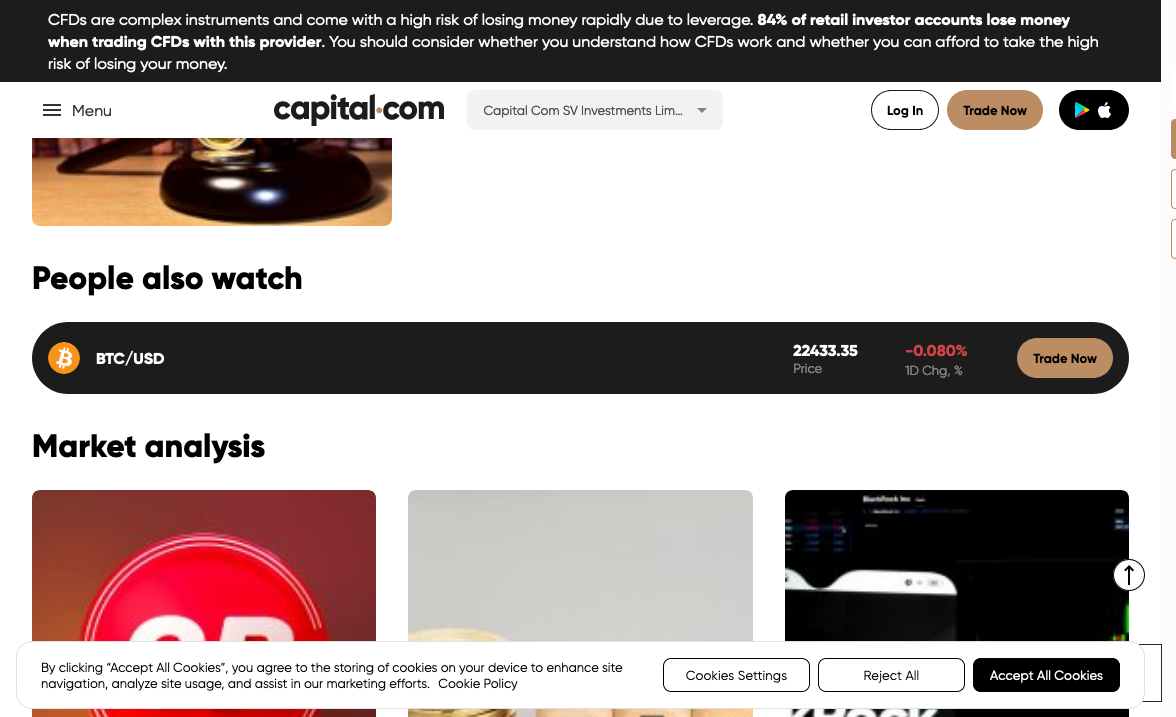 CFDs are complex instruments and come with a high risk of losing money rapidly due to leverage. 84% of retail investor accounts lose money
when trading CFDs with this provider. You should consider whether you understand how CFDs work and whether you can afford to take the high
risk of losing your money.
Menu
capital.com
Capital Com SV Investments Lim...
Log In
Trade Now
People also watch
BTC/USD
22433.35
Price
-0.080%
1D Chg, %
Trade Now
Market analysis
BlackRock Inc
By clicking “Accept All Cookies”, you agree to the storing of cookies on your device to enhance site
navigation, analyze site usage, and assist in our marketing efforts. Cookie Policy
Cookies Settings
Reject All
Accept All Cookies